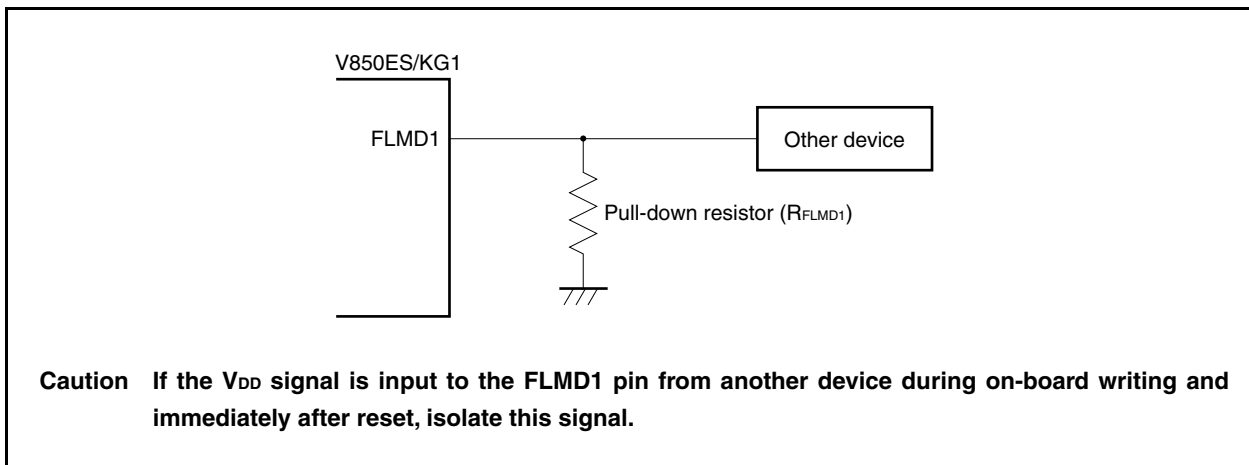 V850ES/KG1
FLMD1
Other device
Pull-down resistor (RFLMD1)
Caution If the VDD signal is input to the FLMD1 pin from another device during on-board writing and
immediately after reset, isolate this signal.